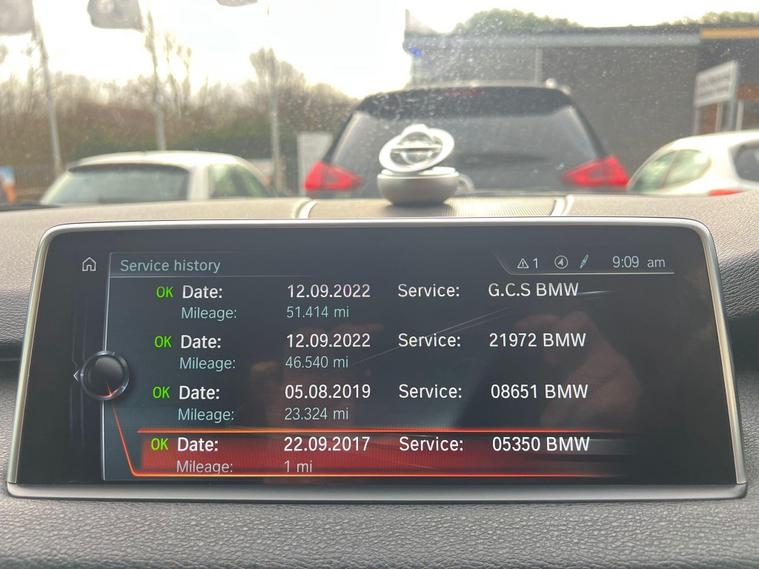 Service history
1
9:09 am
OK Date: 12.09.2022 Service: G.C.S BMW
Mileage: 51.414 mi
OK Date: 12.09.2022 Service: 21972 BMW
Mileage: 46.540 mi
OK Date: 05.08.2019 Service: 08651 BMW
Mileage: 23.324 mi
OK Date: 22.09.2017 Service: 05350 BMW
Mileage: 1 mi